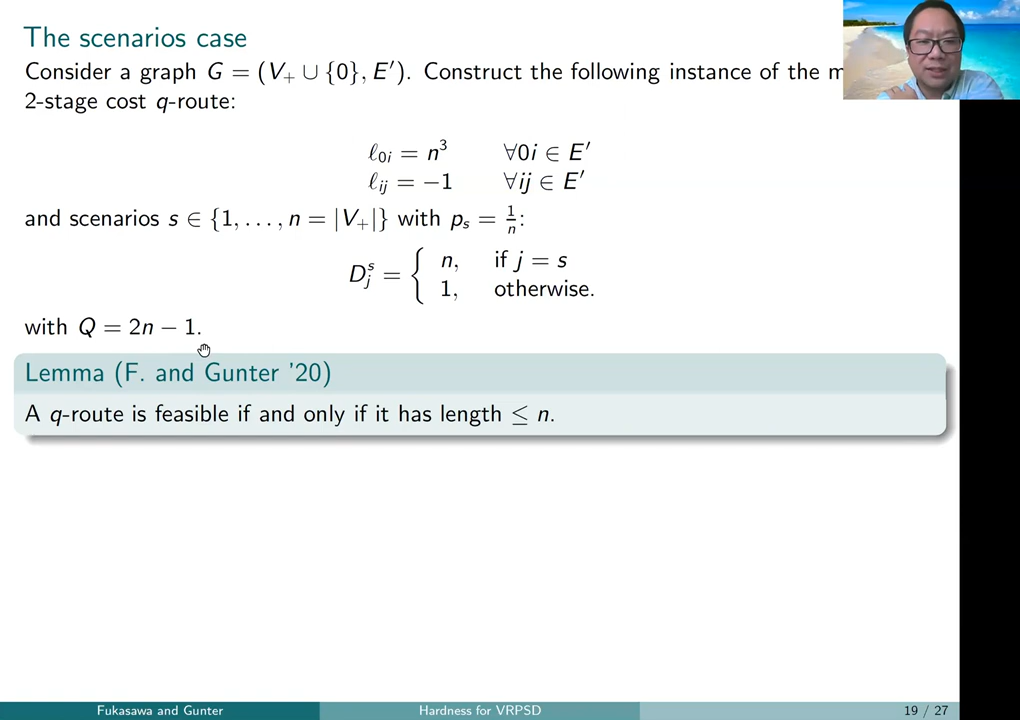 The scenarios case
Consider a graph G = (V₊ ∪ {0}, E′). Construct the following instance of the
2-stage cost q-route:
ℓ₀ᵢ = n³ ∀0i ∈ E′
ℓᵢⱼ = −1 ∀ij ∈ E′
and scenarios s ∈ {1, . . . , n = |V₊|} with pₛ = 1/n:
Dⱼˢ = { n, if j = s
1, otherwise.
with Q = 2n − 1.
Lemma (F. and Gunter '20)
A q-route is feasible if and only if it has length ≤ n.
Fukasawa and Gunter
Hardness for VRPSD
19 / 27